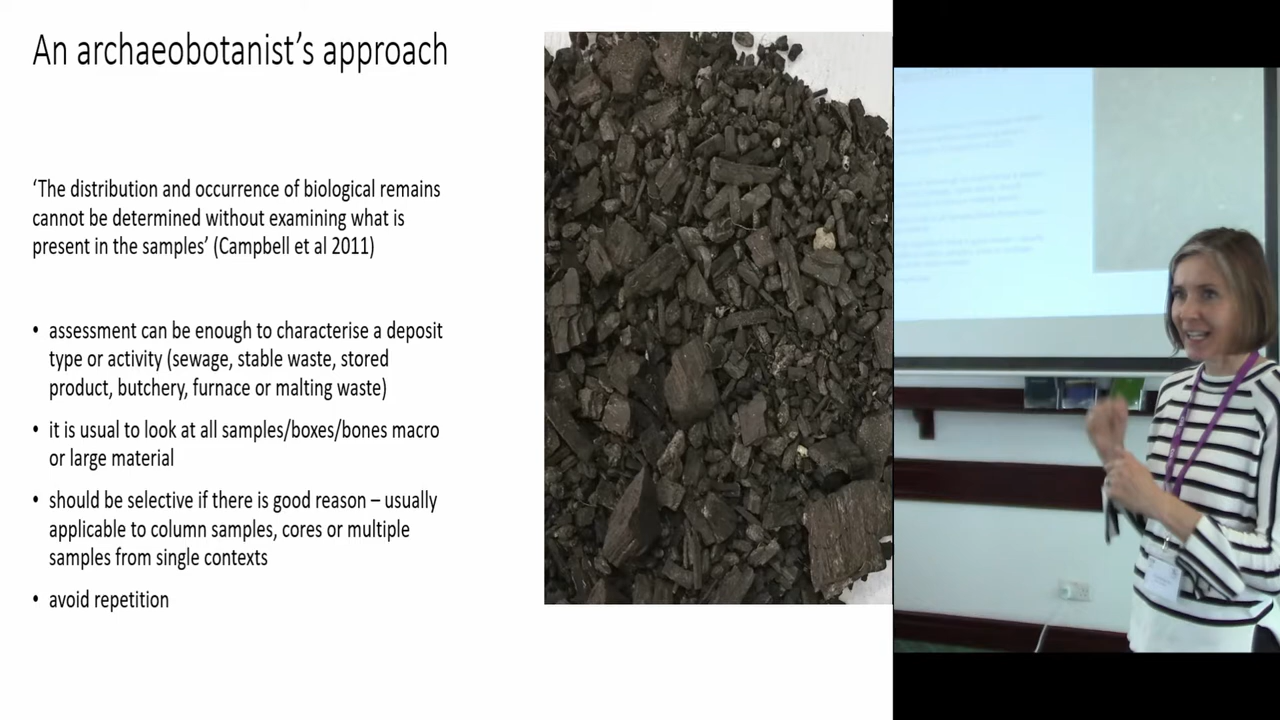 An archaeobotanist’s approach
‘The distribution and occurrence of biological remains
cannot be determined without examining what is
present in the samples’ (Campbell et al 2011)
• assessment can be enough to characterise a deposit
type or activity (sewage, stable waste, stored
product, butchery, furnace or malting waste)
• it is usual to look at all samples/boxes/bones macro
or large material
• should be selective if there is good reason – usually
applicable to column samples, cores or multiple
samples from single contexts
• avoid repetition